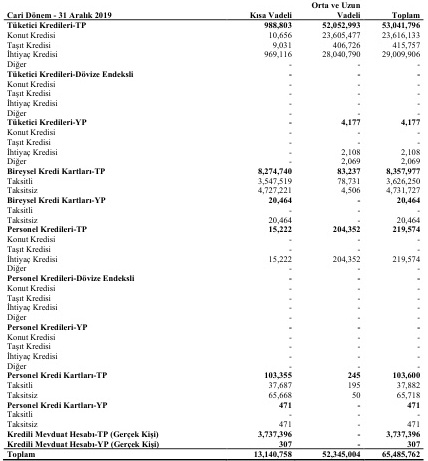 Orta ve Uzun
Cari Dönem - 31 Aralık 2019 Kısa Vadeli Vadeli Toplam
Tüketici Kredileri-TP 988,803 52,052,993 53,041,796
Konut Kredisi 10,656 23,605,477 23,616,133
Taşıt Kredisi 9,031 406,726 415,757
İhtiyaç Kredisi 969,116 28,040,790 29,009,906
Diğer - - -
Tüketici Kredileri-Dövize Endeksli - - -
Konut Kredisi - - -
Taşıt Kredisi - - -
İhtiyaç Kredisi - - -
Diğer - - -
Tüketici Kredileri-YP - 4,177 4,177
Konut Kredisi - - -
Taşıt Kredisi - - -
İhtiyaç Kredisi - 2,108 2,108
Diğer - 2,069 2,069
Bireysel Kredi Kartları-TP 8,274,740 83,237 8,357,977
Taksitli 3,547,519 78,731 3,626,250
Taksitsiz 4,727,221 4,506 4,731,727
Bireysel Kredi Kartları-YP 20,464 - 20,464
Taksitli - - -
Taksitsiz 20,464 - 20,464
Personel Kredileri-TP 15,222 204,352 219,574
Konut Kredisi - - -
Taşıt Kredisi - - -
İhtiyaç Kredisi 15,222 204,352 219,574
Diğer - - -
Personel Kredileri-Dövize Endeksli - - -
Konut Kredisi - - -
Taşıt Kredisi - - -
İhtiyaç Kredisi - - -
Diğer - - -
Personel Kredileri-YP - - -
Konut Kredisi - - -
Taşıt Kredisi - - -
İhtiyaç Kredisi - - -
Diğer - - -
Personel Kredi Kartları-TP 103,355 245 103,600
Taksitli 37,687 195 37,882
Taksitsiz 65,668 50 65,718
Personel Kredi Kartları-YP 471 - 471
Taksitli - - -
Taksitsiz 471 - 471
Kredili Mevduat Hesabı-TP (Gerçek Kişi) 3,737,396 - 3,737,396
Kredili Mevduat Hesabı-YP (Gerçek Kişi) 307 - 307
Toplam 13,140,758 52,345,004 65,485,762